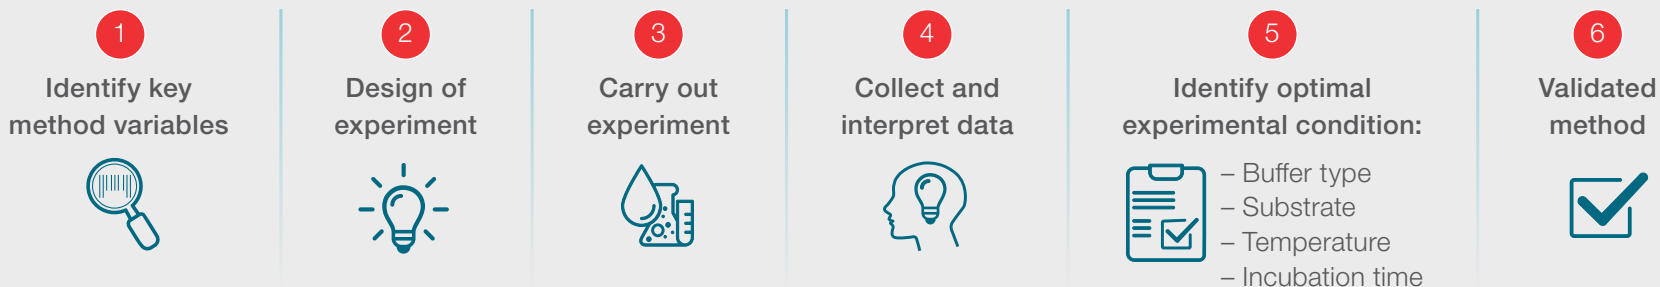 1
Identify key
method variables
2
Design of
experiment
3
Carry out
experiment
4
Collect and
interpret data
5
Identify optimal
experimental condition:
– Buffer type
– Substrate
– Temperature
– Incubation time
6
Validated
method